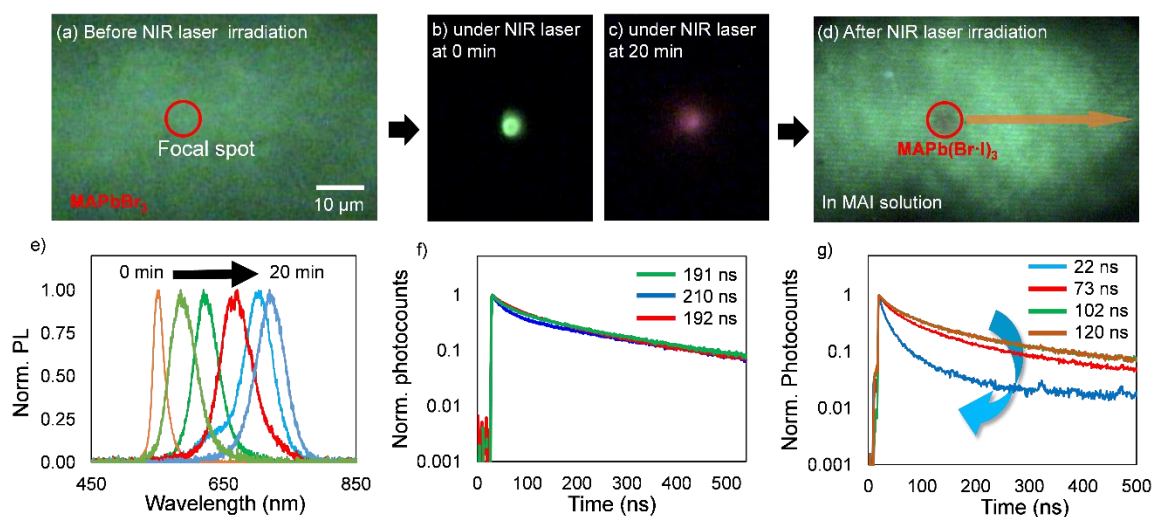 (a) Before NIR laser irradiation
Focal spot
MAPbBr₃
10 µm
b) under NIR laser
at 0 min
c) under NIR laser
at 20 min
(d) After NIR laser irradiation
MAPb(Br·I)₃
In MAI solution
e)
0 min
20 min
1.00
0.75
0.50
0.25
0.00
Norm. PL
450
550
650
750
850
Wavelength (nm)
f)
191 ns
210 ns
192 ns
1
0.1
0.01
0.001
Norm. photocounts
0
100
200
300
400
500
Time (ns)
g)
22 ns
73 ns
102 ns
120 ns
1
0.1
0.01
0.001
Norm. Photocounts
0
100
200
300
400
500
Time (ns)